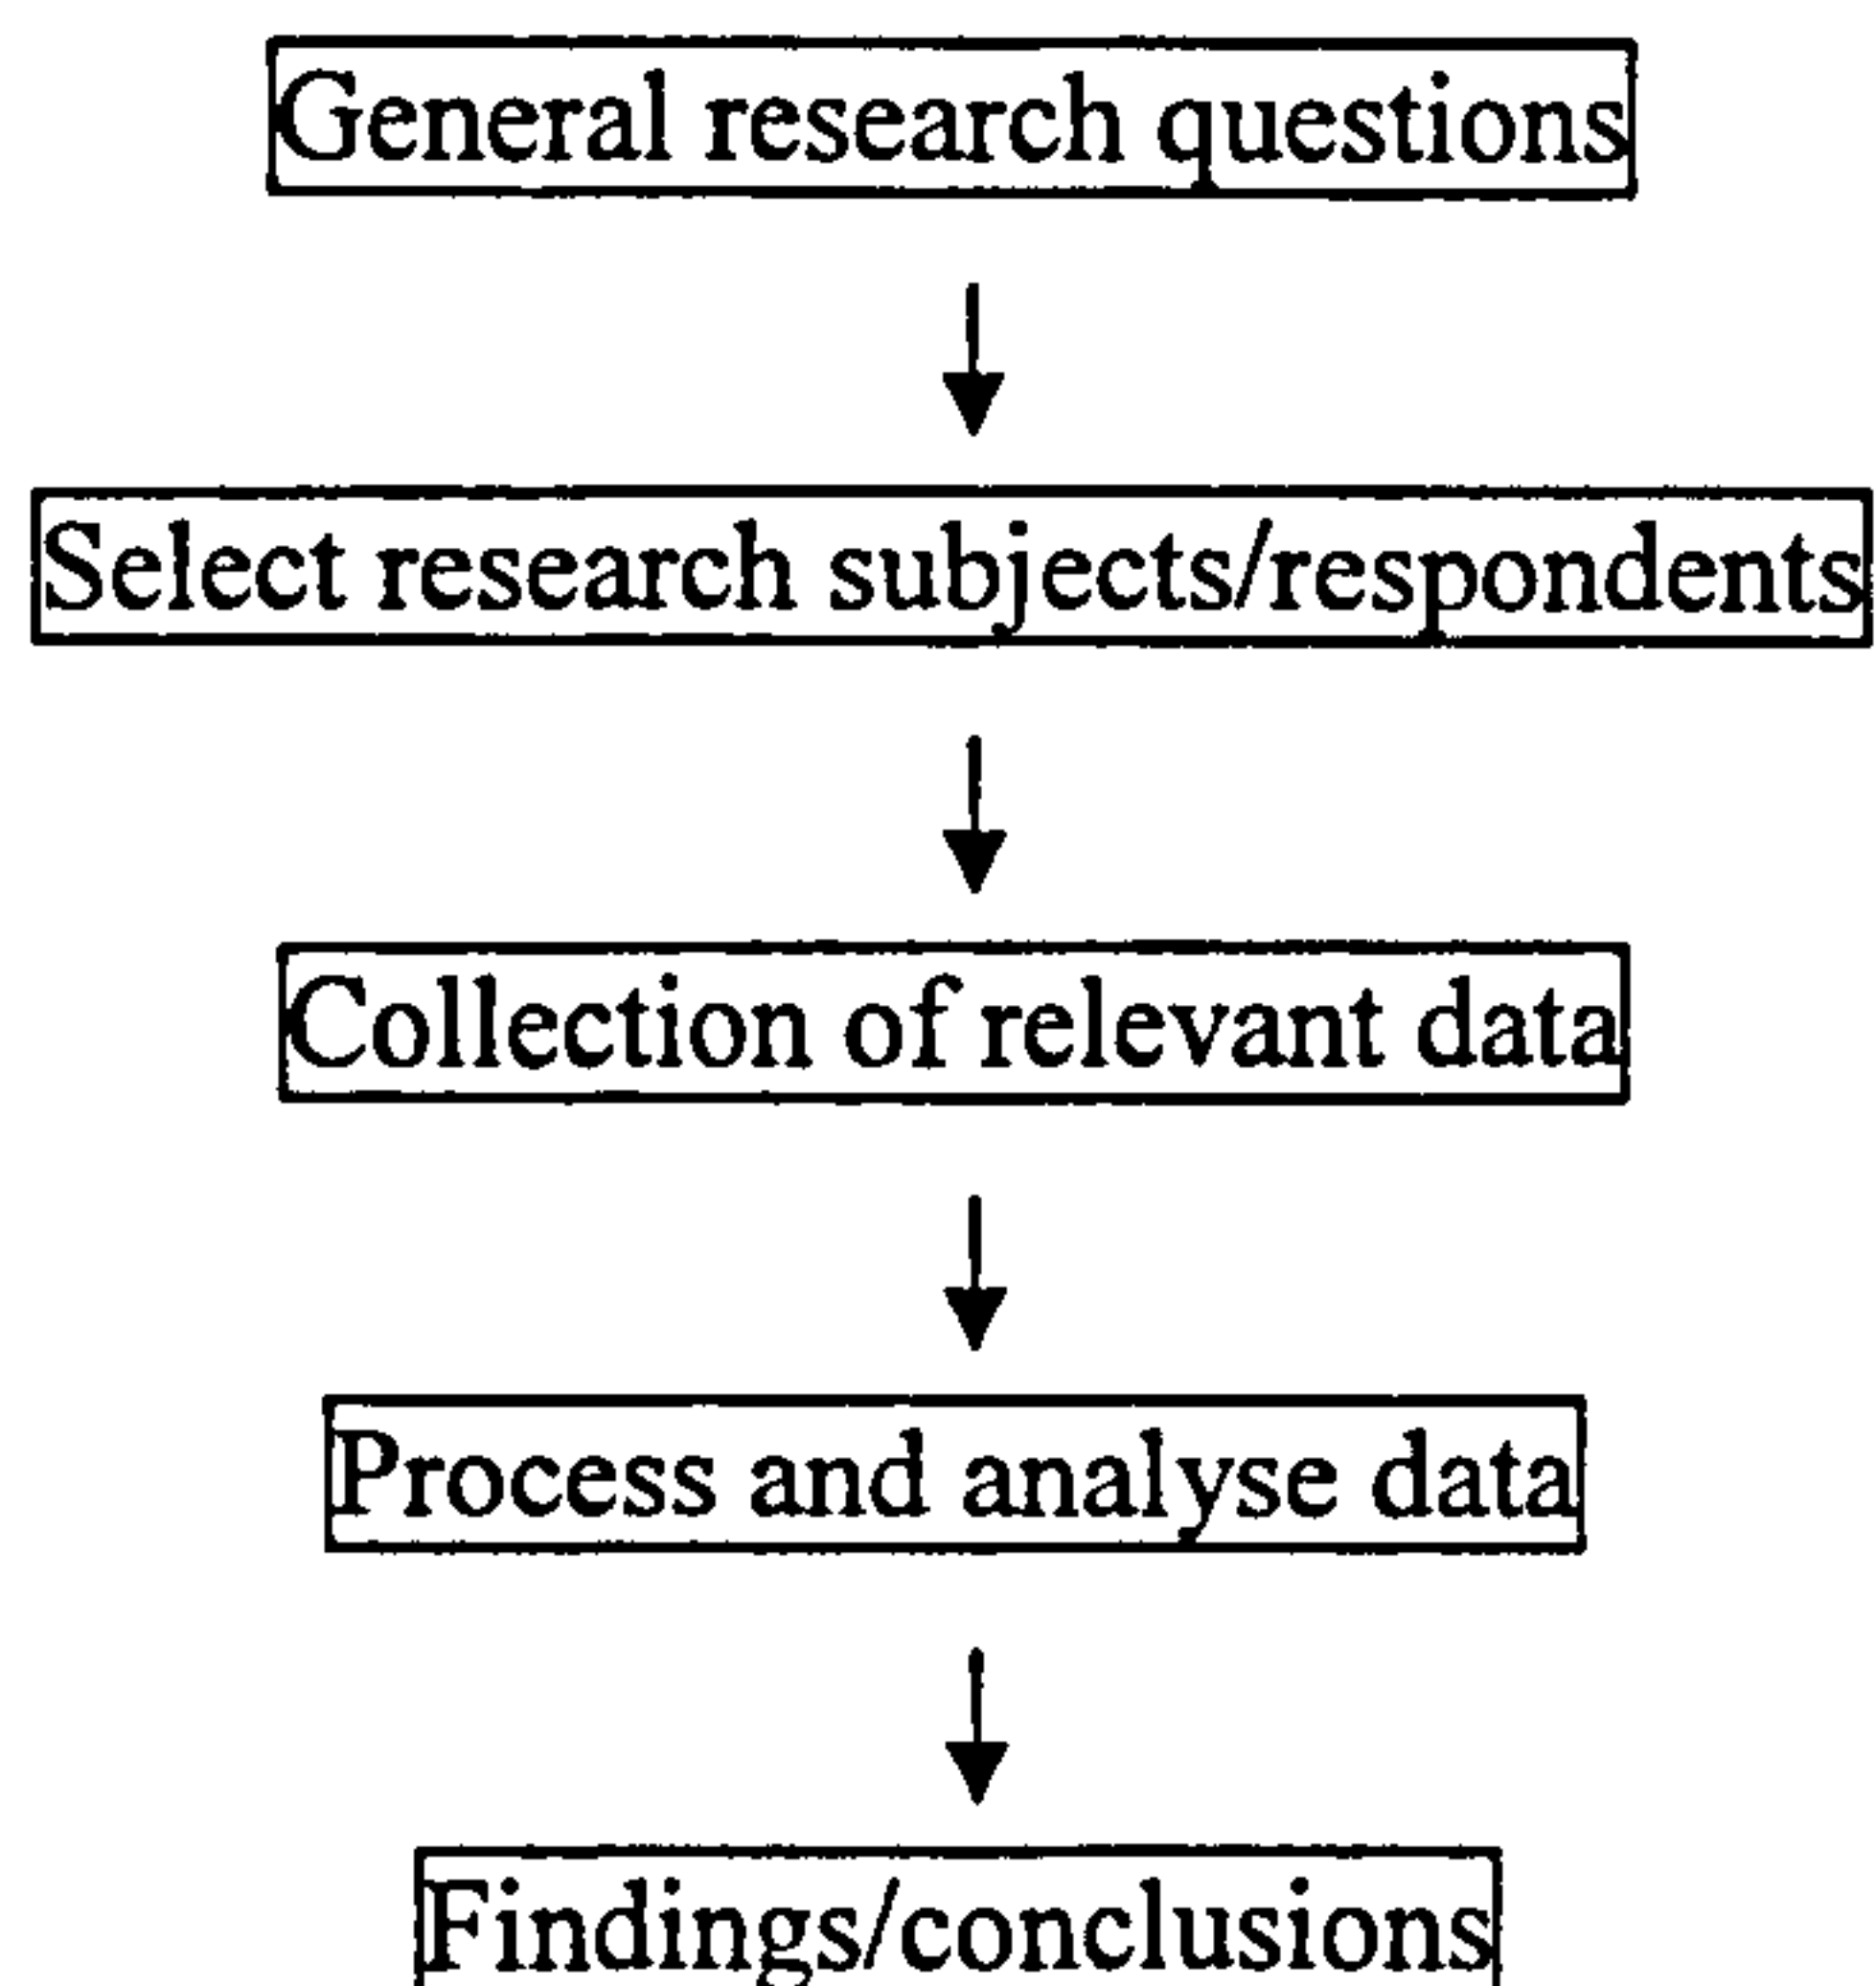 General research questions
Select research subjects/respondents
Collection of relevant data
Process and analyse data
Findings/conclusions